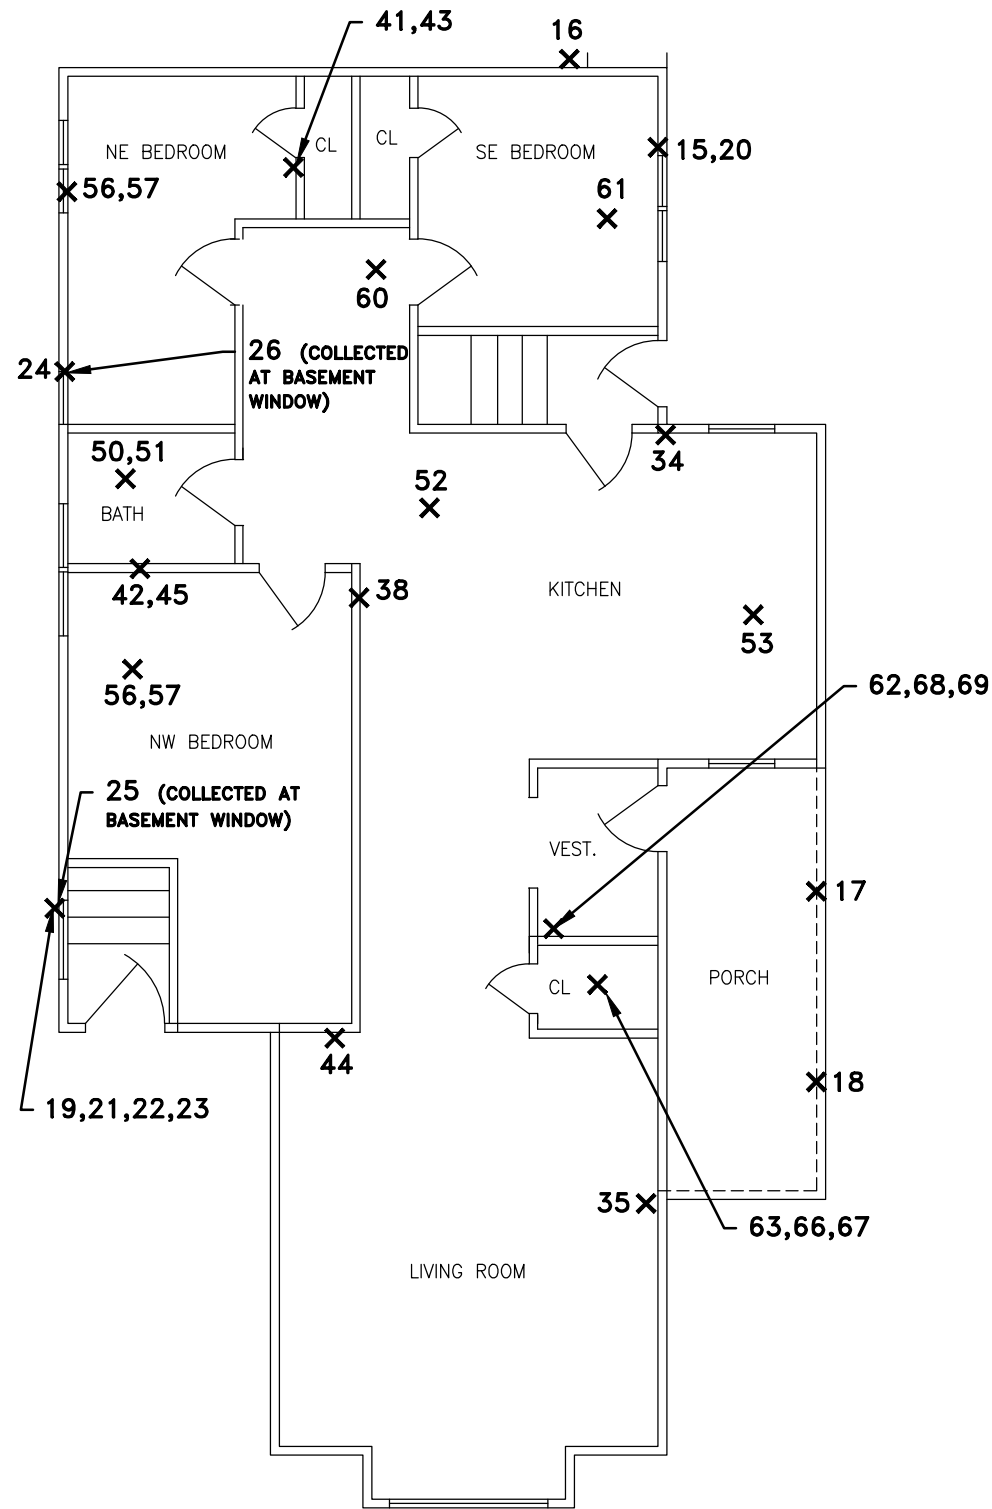 41,43
16
NE BEDROOM
CL
CL
SE BEDROOM
15,20
56,57
61
60
24
26 (COLLECTED
AT BASEMENT
WINDOW)
50,51
34
52
BATH
42,45
38
KITCHEN
53
56,57
62,68,69
NW BEDROOM
25 (COLLECTED AT
BASEMENT WINDOW)
VEST.
17
CL
PORCH
44
18
19,21,22,23
35
63,66,67
LIVING ROOM